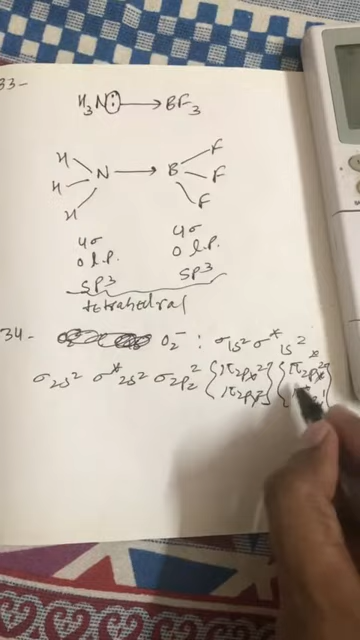 33-
H₃N: → BF₃
H F
H N → B F
H F
4σ 4σ
0 l.p. 0 l.p.
SP3 SP3
tetrahedral
34- O₂⁻ : σ1s² σ*1s²
σ2s² σ*2s² σ2p_z² {π2px² π2py²} {π*2px²